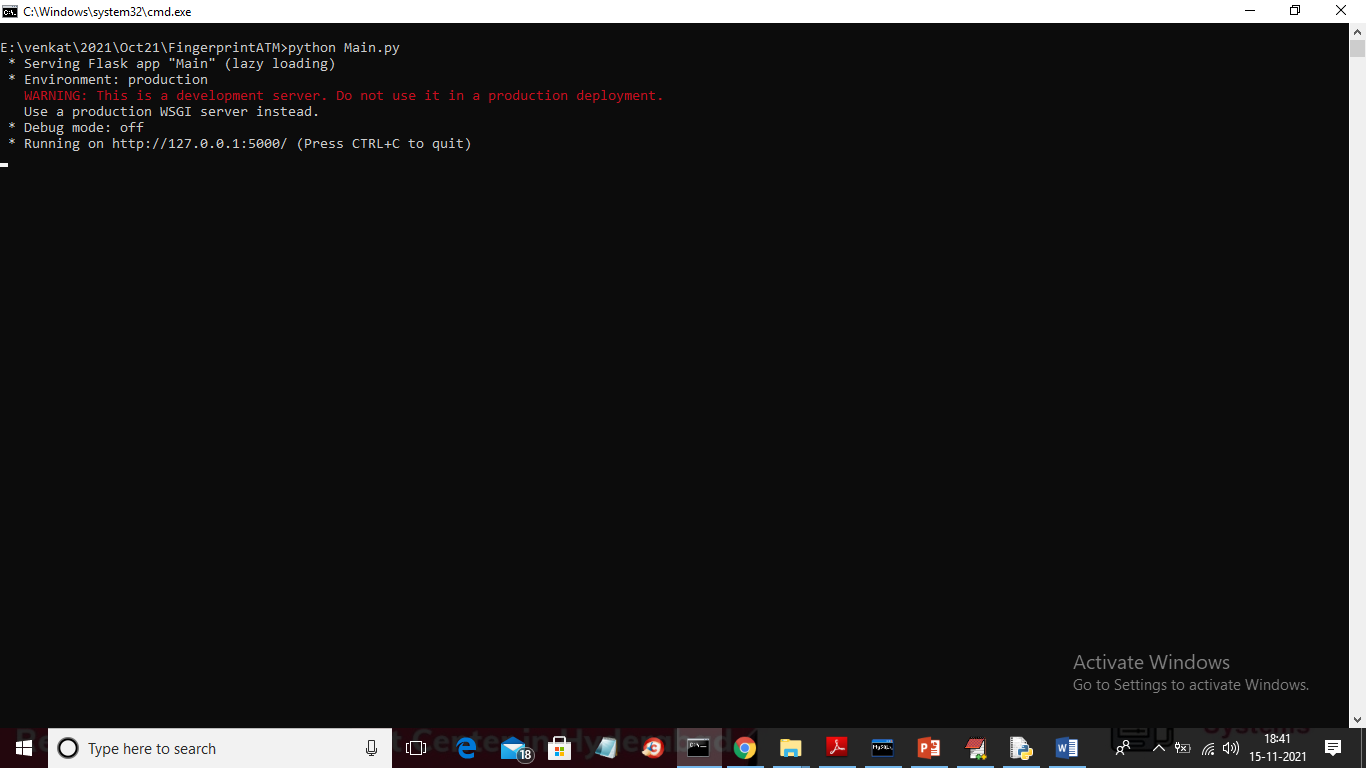 C:\Windows\system32\cmd.exe
E:\venkat\2021\Oct21\FingerprintATM>python Main.py
* Serving Flask app "Main" (lazy loading)
* Environment: production
WARNING: This is a development server. Do not use it in a production deployment.
Use a production WSGI server instead.
* Debug mode: off
* Running on http://127.0.0.1:5000/ (Press CTRL+C to quit)
Activate Windows
Go to Settings to activate Windows.
Type here to search
18
Center in
18:41
15-11-2021